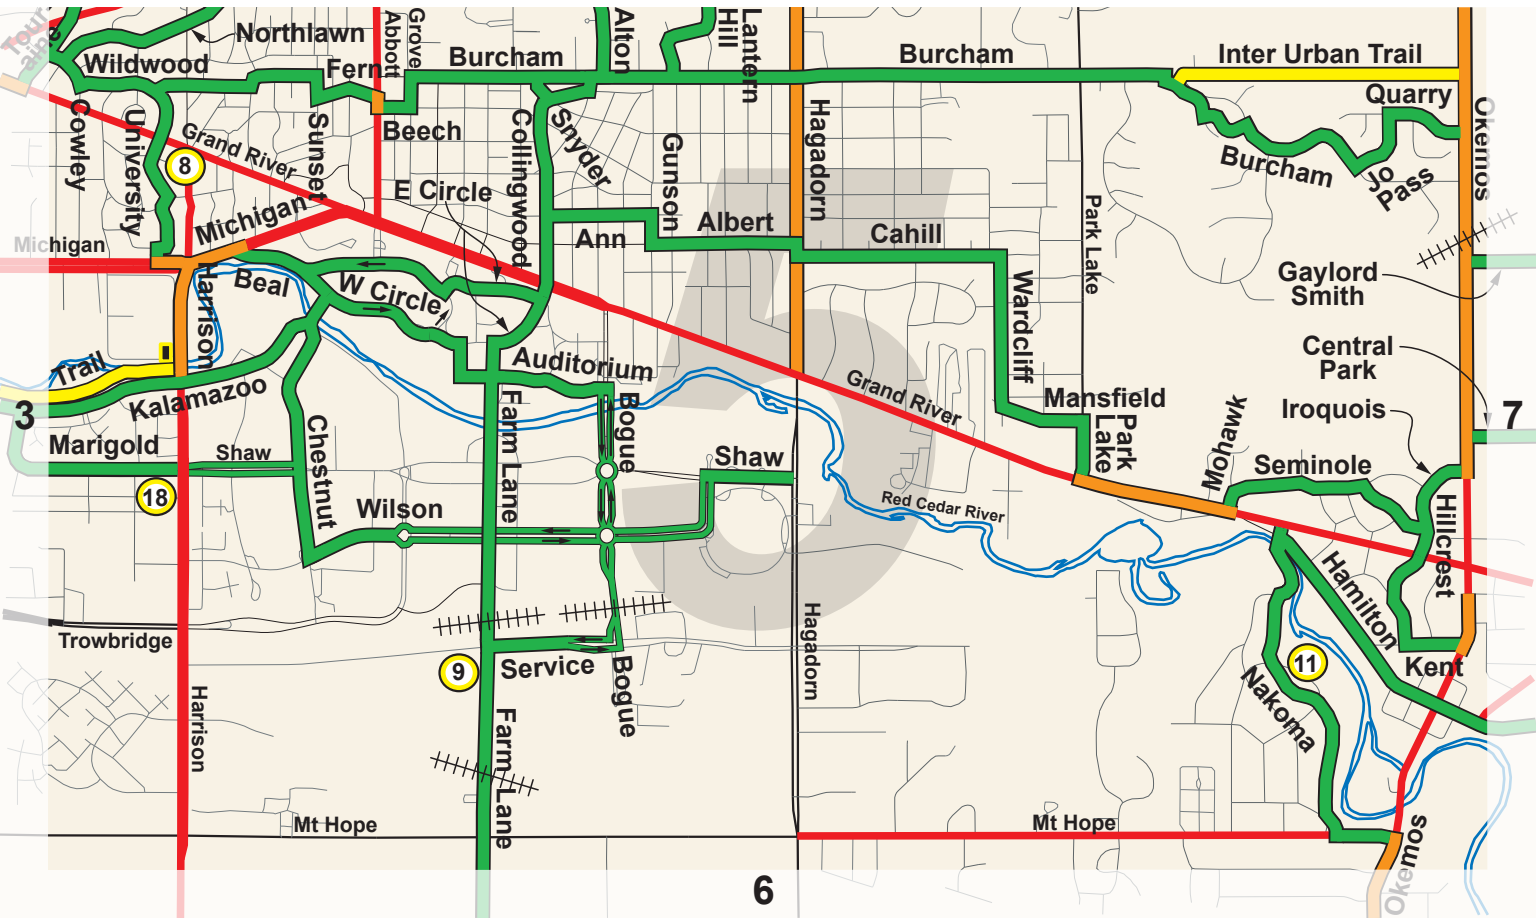 Northlawn
Abbott
Grove
Alton
Lantern
Hill
Wildwood
Fern
Burcham
Burcham
Inter Urban Trail
Quarry
Cowley
University
Grand River
Sunset
Beech
Collingwood
Snyder
Gunson
Hagadorn
Burcham
Jo
Pass
Okemos
8
E Circle
Michigan
Michigan
Ann
Albert
Cahill
Park Lake
Gaylord
Smith
Harrison
Beal
W Circle
Wardcliff
Central
Park
Trail
Kalamazoo
Auditorium
Grand River
Mansfield
Iroquois
3
5
7
Marigold
Shaw
Chestnut
Farm Lane
Bogue
Shaw
Park
Lake
Mohawk
Seminole
18
Wilson
Red Cedar River
Hillcrest
Hamilton
Trowbridge
9
Service
Bogue
Hagadorn
11
Kent
Nakoma
Harrison
Farm Lane
Mt Hope
Mt Hope
Okemos
6